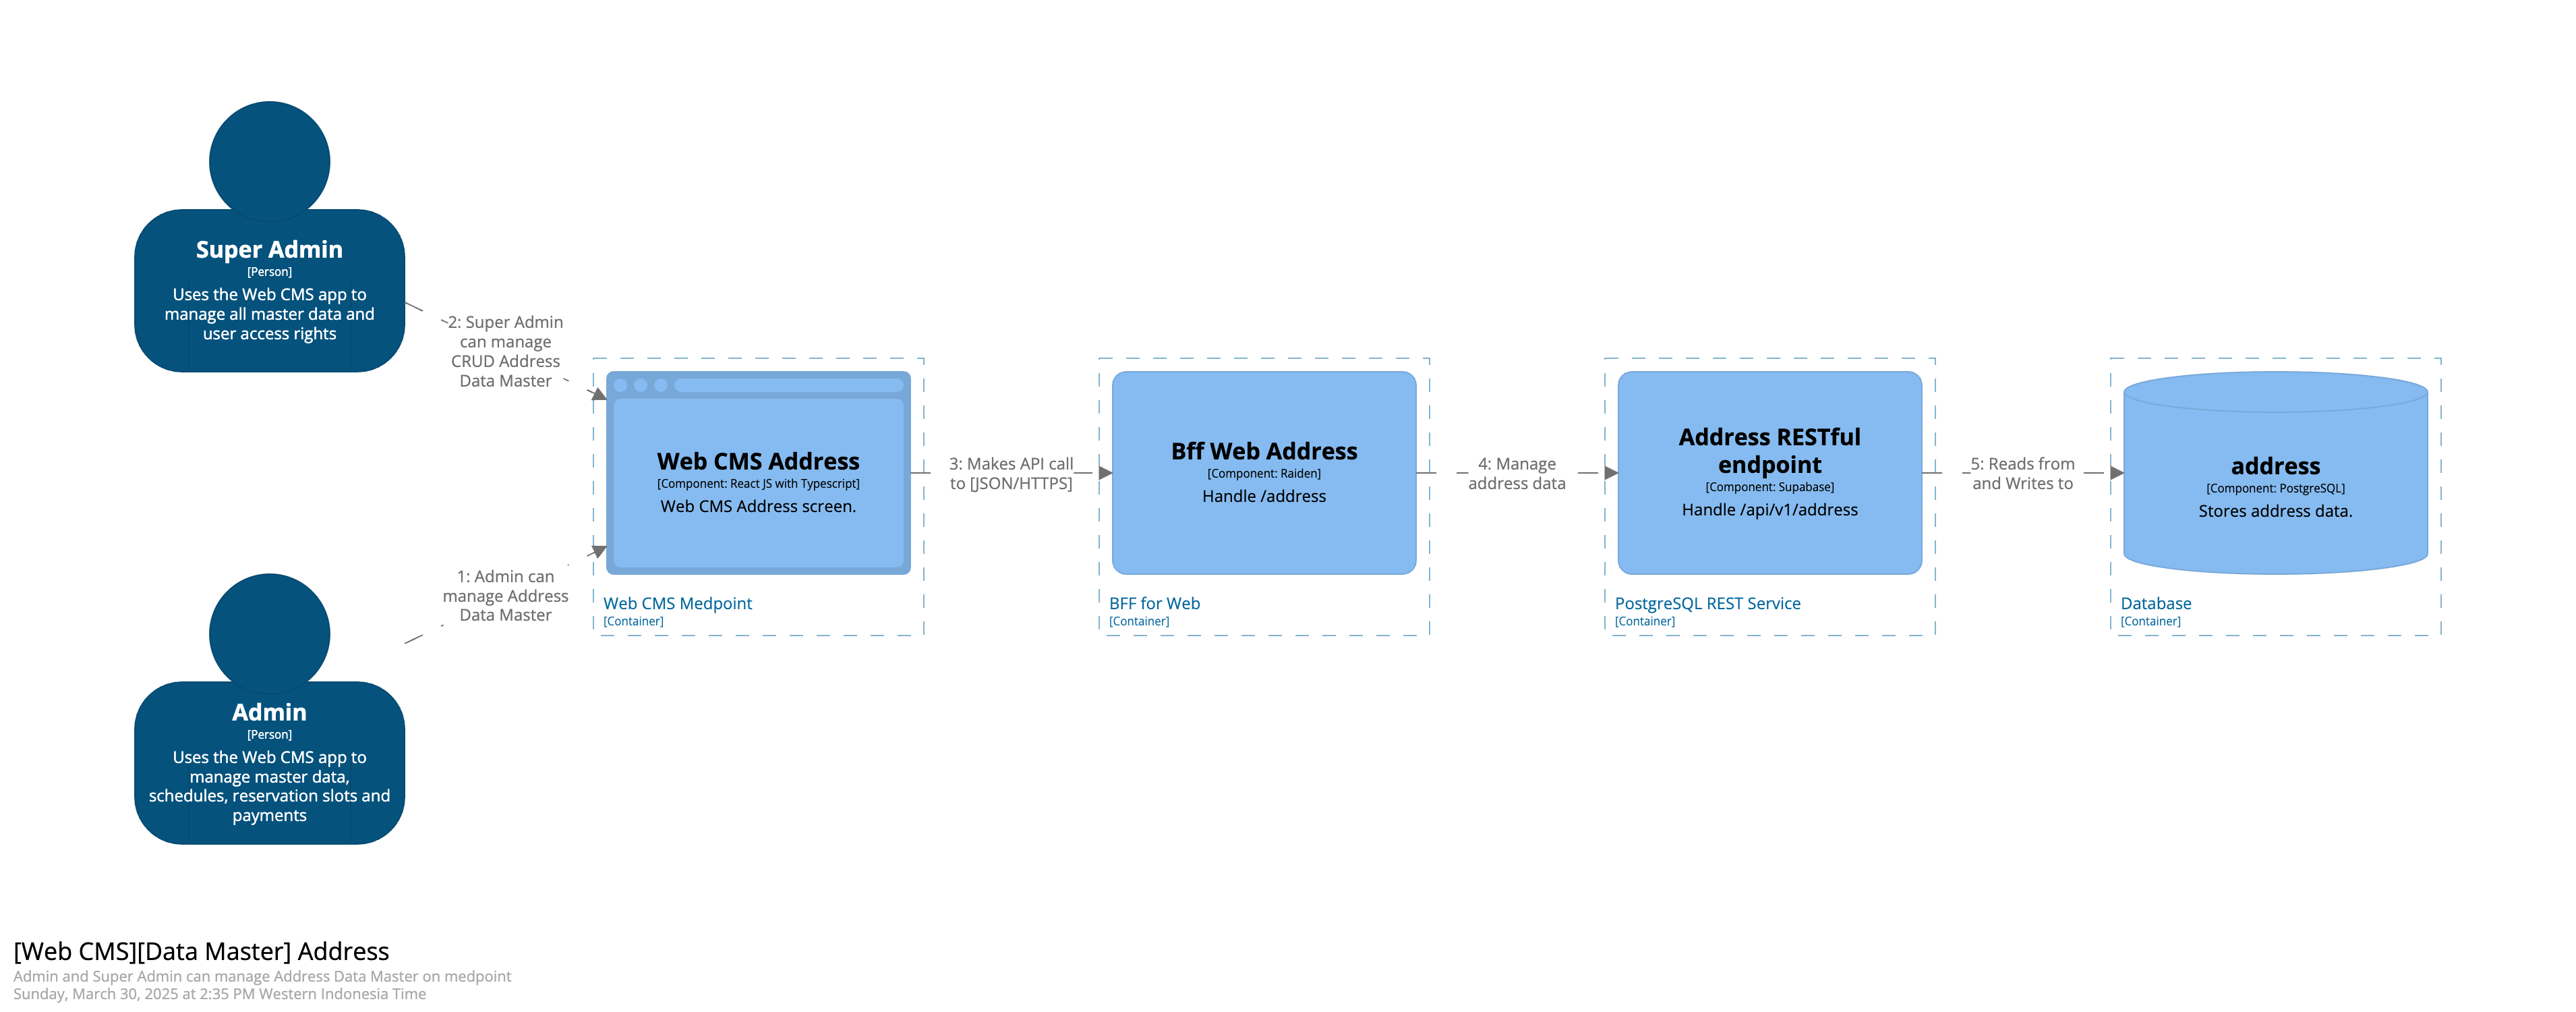 Super Admin
[Person]
Uses the Web CMS app to
manage all master data and
user access rights
2: Super Admin
can manage
CRUD Address
Data Master
Admin
[Person]
Uses the Web CMS app to
manage master data,
schedules, reservation slots and
payments
1: Admin can
manage Address
Data Master
Web CMS Address
[Component: React JS with Typescript]
Web CMS Address screen.
Web CMS Medpoint
[Container]
3: Makes API call
to [JSON/HTTPS]
Bff Web Address
[Component: Raiden]
Handle /address
BFF for Web
[Container]
4: Manage
address data
Address RESTful
endpoint
[Component: Supabase]
Handle /api/v1/address
PostgreSQL REST Service
[Container]
5: Reads from
and Writes to
address
[Component: PostgreSQL]
Stores address data.
Database
[Container]
[Web CMS][Data Master] Address
Admin and Super Admin can manage Address Data Master on medpoint
Sunday, March 30, 2025 at 2:35 PM Western Indonesia Time